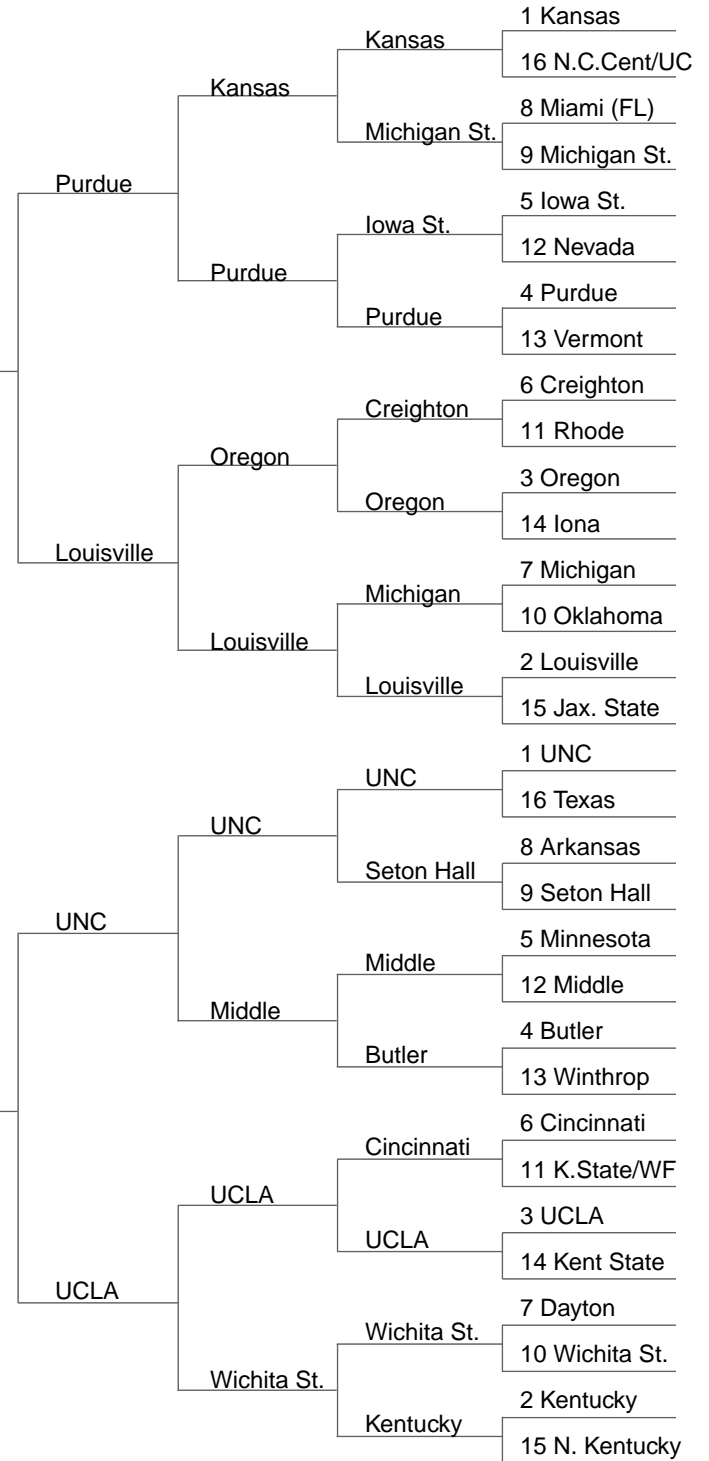 1 Kansas
Kansas
16 N.C.Cent/UC
Kansas
8 Miami (FL)
Michigan St.
9 Michigan St.
Purdue
5 Iowa St.
Iowa St.
12 Nevada
Purdue
4 Purdue
Purdue
13 Vermont
6 Creighton
Creighton
11 Rhode
Oregon
3 Oregon
Oregon
14 Iona
Louisville
7 Michigan
Michigan
10 Oklahoma
Louisville
2 Louisville
Louisville
15 Jax. State
1 UNC
UNC
16 Texas
UNC
8 Arkansas
Seton Hall
9 Seton Hall
UNC
5 Minnesota
Middle
12 Middle
Middle
4 Butler
Butler
13 Winthrop
6 Cincinnati
Cincinnati
11 K.State/WF
UCLA
3 UCLA
UCLA
14 Kent State
UCLA
7 Dayton
Wichita St.
10 Wichita St.
Wichita St.
2 Kentucky
Kentucky
15 N. Kentucky